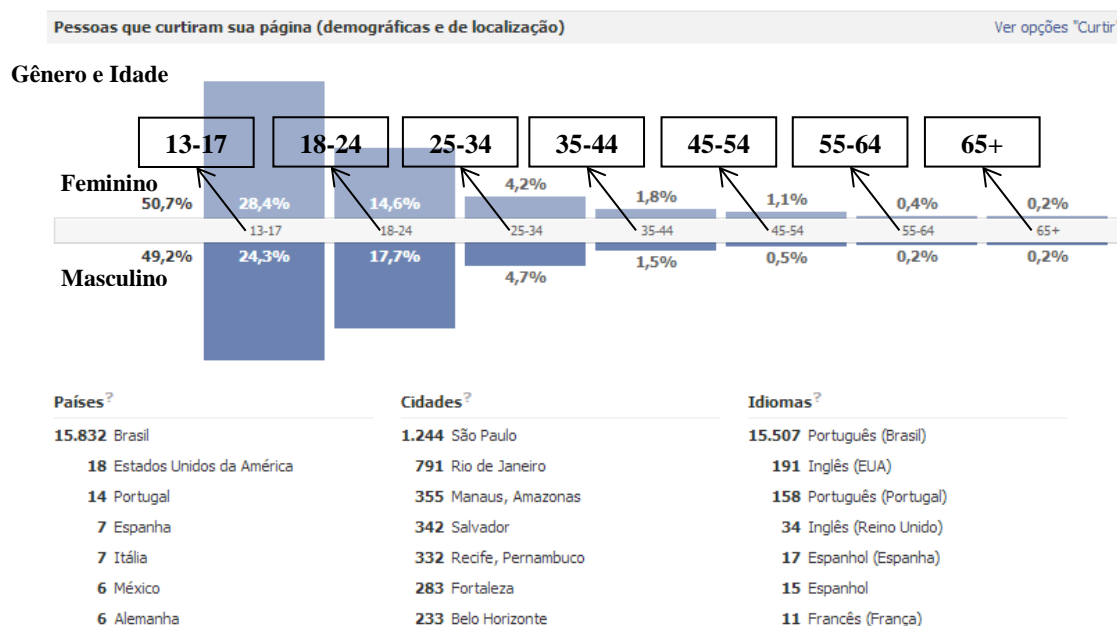 Pessoas que curtiram sua página (demográficas e de localização) Ver opções "Curtir"
Gênero e Idade
13-17 18-24 25-34 35-44 45-54 55-64 65+
Feminino
50,7% 28,4% 14,6% 4,2% 1,8% 1,1% 0,4% 0,2%
13-17 18-24 25-34 35-44 45-54 55-64 65+
49,2% 24,3% 17,7% 4,7% 1,5% 0,5% 0,2% 0,2%
Masculino
Países? Cidades? Idiomas?
15.832 Brasil 1.244 São Paulo 15.507 Português (Brasil)
18 Estados Unidos da América 791 Rio de Janeiro 191 Inglês (EUA)
14 Portugal 355 Manaus, Amazonas 158 Português (Portugal)
7 Espanha 342 Salvador 34 Inglês (Reino Unido)
7 Itália 332 Recife, Pernambuco 17 Espanhol (Espanha)
6 México 283 Fortaleza 15 Espanhol
6 Alemanha 233 Belo Horizonte 11 Francês (França)